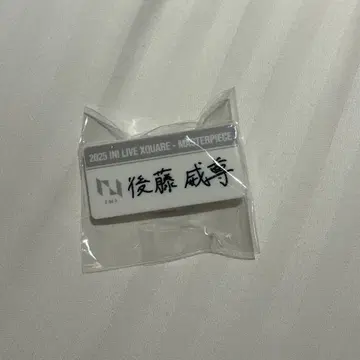 2025 INI LIVE XQUARE - MASTERPIECE
INI
後藤 威尊